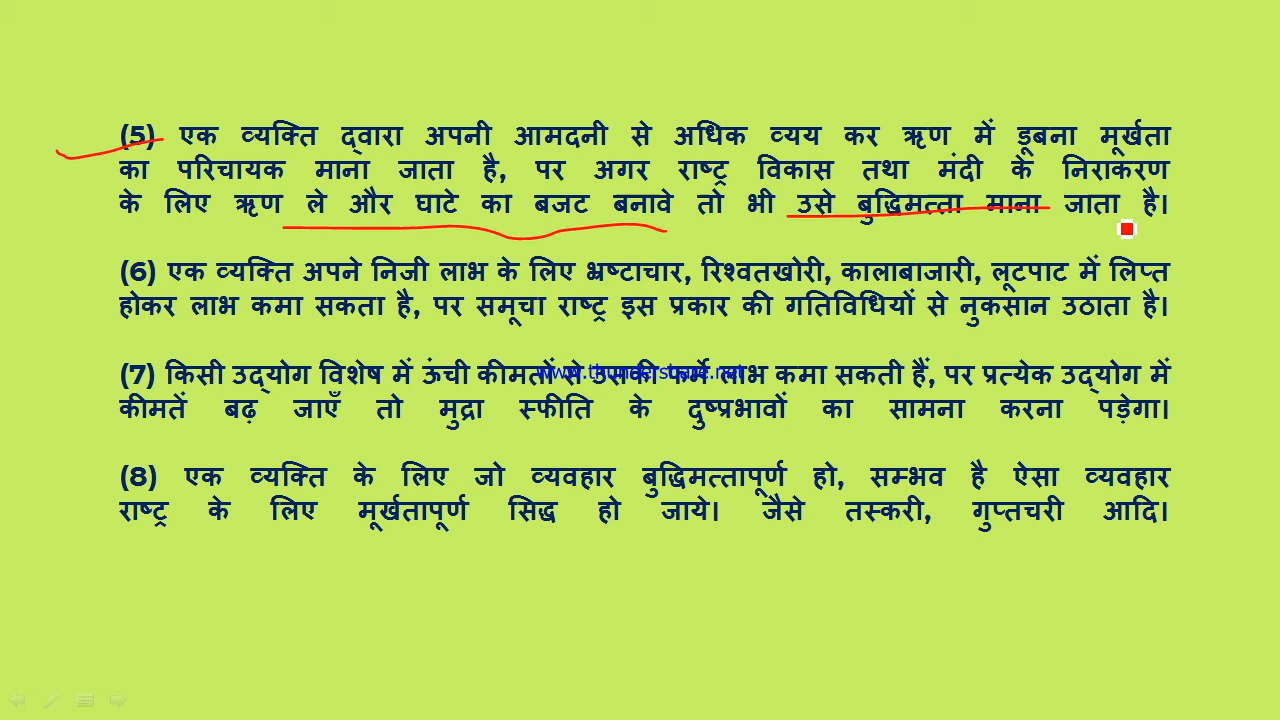 (5) एक व्यक्ति द्वारा अपनी आमदनी से अधिक व्यय कर ऋण में डूबना मूर्खता
का परिचायक माना जाता है, पर अगर राष्ट्र विकास तथा मंदी के निराकरण
के लिए ऋण ले और घाटे का बजट बनावे तो भी उसे बुद्धिमत्ता माना जाता है।
(6) एक व्यक्ति अपने निजी लाभ के लिए भ्रष्टाचार, रिश्वतखोरी, कालाबाजारी, लूटपाट में लिप्त
होकर लाभ कमा सकता है, पर समूचा राष्ट्र इस प्रकार की गतिविधियों से नुकसान उठाता है।
(7) किसी उद्योग विशेष में ऊंची कीमतों से उसकी फर्मे लाभ कमा सकती हैं, पर प्रत्येक उद्योग में
www.thundershare.net
कीमतें बढ़ जाएँ तो मुद्रा स्फीति के दुष्प्रभावों का सामना करना पड़ेगा।
(8) एक व्यक्ति के लिए जो व्यवहार बुद्धिमत्तापूर्ण हो, सम्भव है ऐसा व्यवहार
राष्ट्र के लिए मूर्खतापूर्ण सिद्ध हो जाये। जैसे तस्करी, गुप्तचरी आदि।